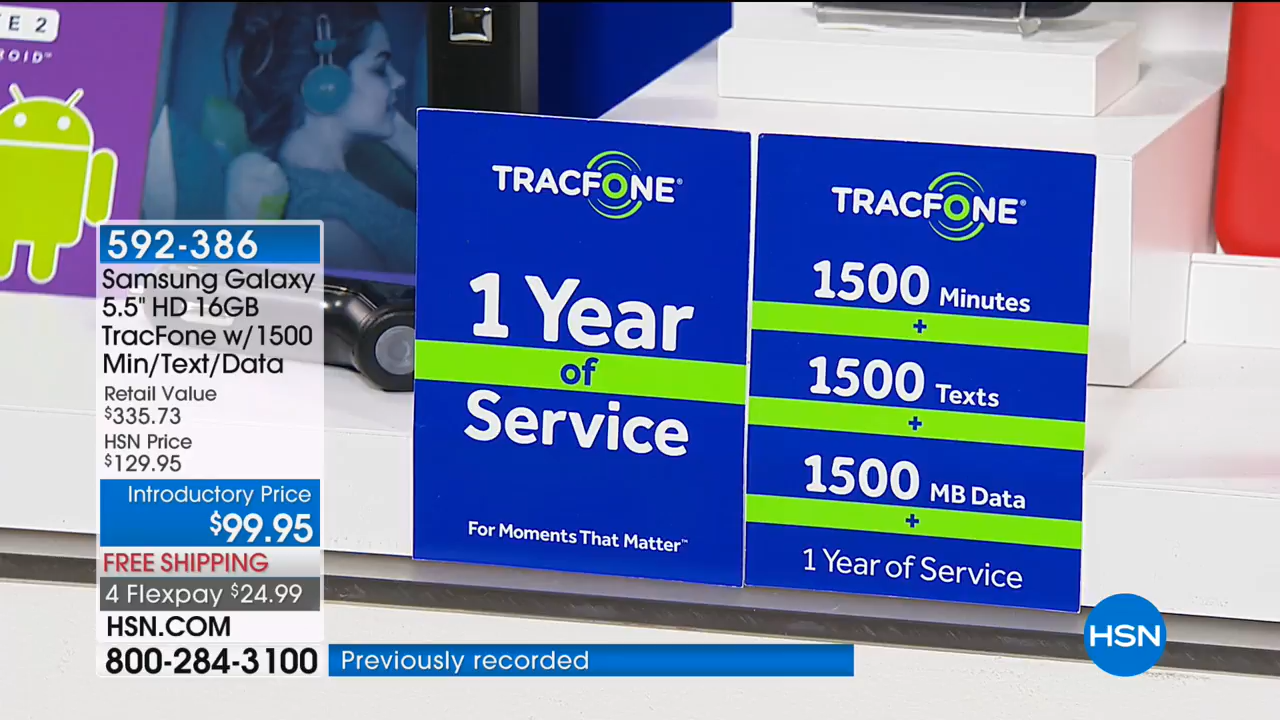 E 2
ROID™
TRACFONE®
1 Year
of
Service
For Moments That Matter™
TRACFONE®
1500 Minutes
+
1500 Texts
+
1500 MB Data
+
1 Year of Service
592-386
Samsung Galaxy
5.5" HD 16GB
TracFone w/1500
Min/Text/Data
Retail Value
$335.73
HSN Price
$129.95
Introductory Price
$99.95
FREE SHIPPING
4 Flexpay $24.99
HSN.COM
800-284-3100
Previously recorded
HSN